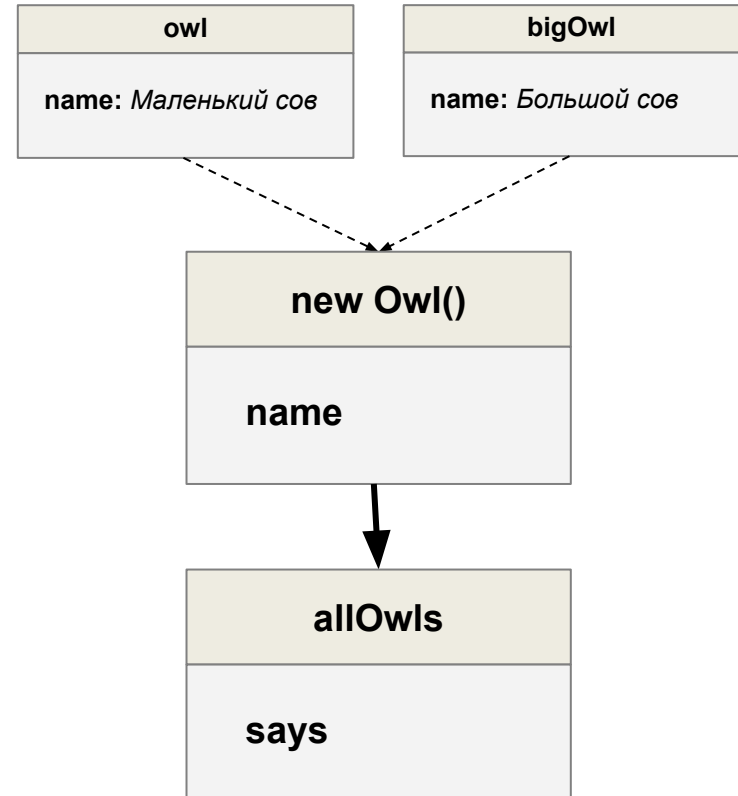 owl
name: Маленький сов
bigOwl
name: Большой сов
new Owl()
name
allOwls
says